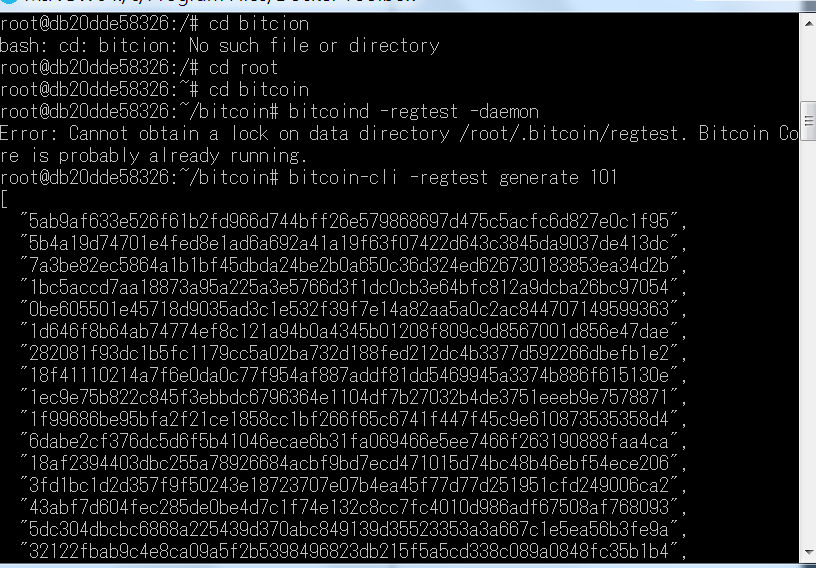 root@db20dde58326:/# cd bitcion
bash: cd: bitcion: No such file or directory
root@db20dde58326:/# cd root
root@db20dde58326:~# cd bitcoin
root@db20dde58326:~/bitcoin# bitcoind -regtest -daemon
Error: Cannot obtain a lock on data directory /root/.bitcoin/regtest. Bitcoin Co
re is probably already running.
root@db20dde58326:~/bitcoin# bitcoin-cli -regtest generate 101
[
"5ab9af633e526f61b2fd966d744bff26e579868697d475c5acfc6d827e0c1f95",
"5b4a19d74701e4fed8e1ad6a692a41a19f63f07422d643c3845da9037de413dc",
"7a3be82ec5864a1b1bf45dbda24be2b0a650c36d324ed626730183853ea34d2b",
"1bc5accd7aa18873a95a225a3e5766d3f1dc0cb3e64bfc812a9dcba26bc97054",
"0be605501e45718d9035ad3c1e532f39f7e14a82aa5a0c2ac844707149599363",
"1d646f8b64ab74774ef8c121a94b0a4345b01208f809c9d8567001d856e47dae",
"282081f93dc1b5fc1179cc5a02ba732d188fed212dc4b3377d592266dbefb1e2",
"18f41110214a7f6e0da0c77f954af887addf81dd5469945a3374b886f615130e",
"1ec9e75b822c845f3ebbdc6796364e1104df7b27032b4de3751eeeb9e7578871",
"1f99686be95bfa2f21ce1858cc1bf266f65c6741f447f45c9e610873535358d4",
"6dabe2cf376dc5d6f5b41046ecae6b31fa069466e5ee7466f263190888faa4ca",
"18af2394403dbc255a78926684acbf9bd7ecd471015d74bc48b46ebf54ece206",
"3fd1bc1d2d357f9f50243e18723707e07b4ea45f77d77d251951cfd249006ca2",
"43abf7d604fec285de0be4d7c1f74e132c8cc7fc4010d986adf67508af768093",
"5dc304dbcbc6868a225439d370abc849139d35523353a3a667c1e5ea56b3fe9a",
"32122fbab9c4e8ca09a5f2b5398496823db215f5a5cd338c089a0848fc35b1b4",